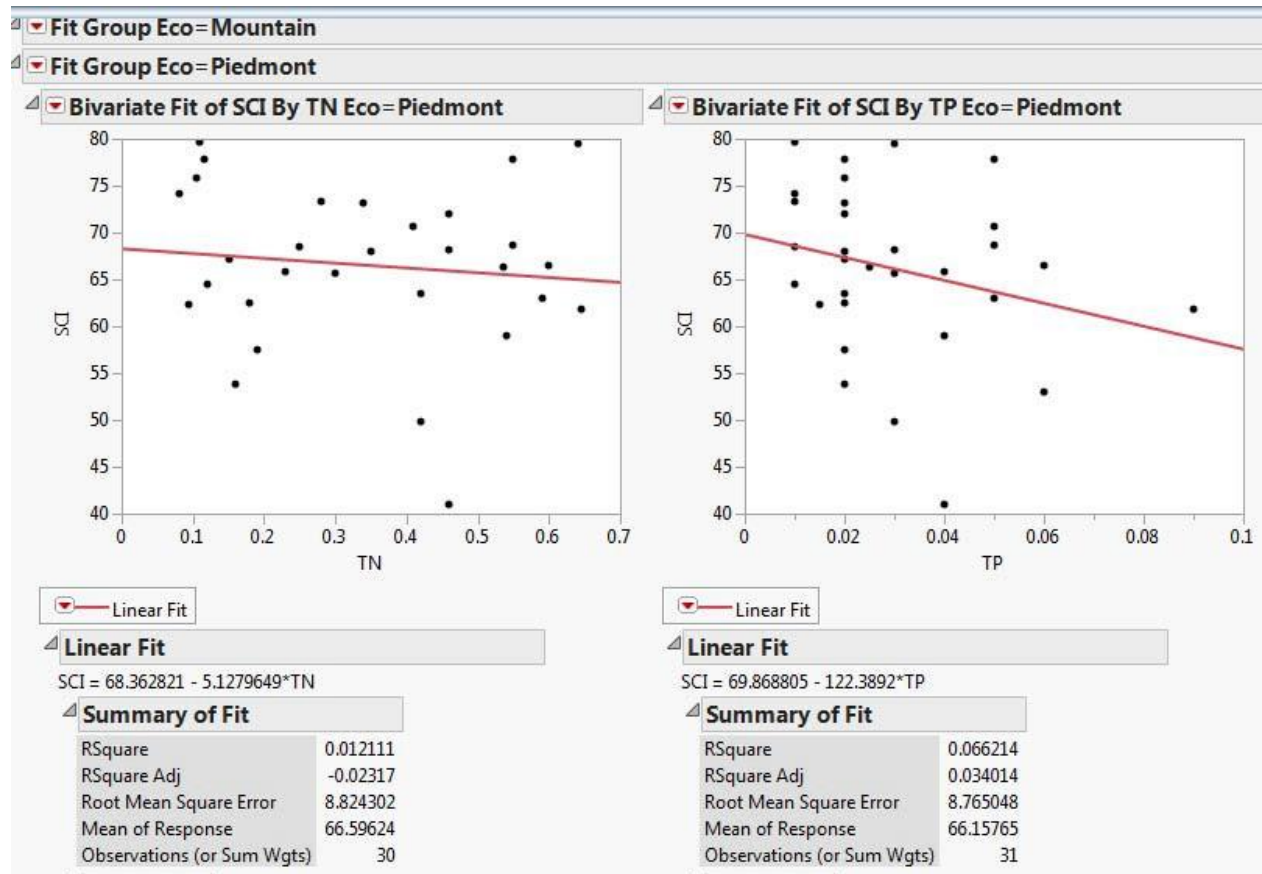 Fit Group Eco=Mountain
Fit Group Eco=Piedmont
Bivariate Fit of SCI By TN Eco=Piedmont
80
75
70
65
60
55
50
45
40
SCI
0 0.1 0.2 0.3 0.4 0.5 0.6 0.7
TN
Linear Fit
Linear Fit
SCI = 68.362821 - 5.1279649*TN
Summary of Fit
RSquare 0.012111
RSquare Adj -0.02317
Root Mean Square Error 8.824302
Mean of Response 66.59624
Observations (or Sum Wgts) 30
Bivariate Fit of SCI By TP Eco=Piedmont
80
75
70
65
60
55
50
45
40
SCI
0 0.02 0.04 0.06 0.08 0.1
TP
Linear Fit
Linear Fit
SCI = 69.868805 - 122.3892*TP
Summary of Fit
RSquare 0.066214
RSquare Adj 0.034014
Root Mean Square Error 8.765048
Mean of Response 66.15765
Observations (or Sum Wgts) 31